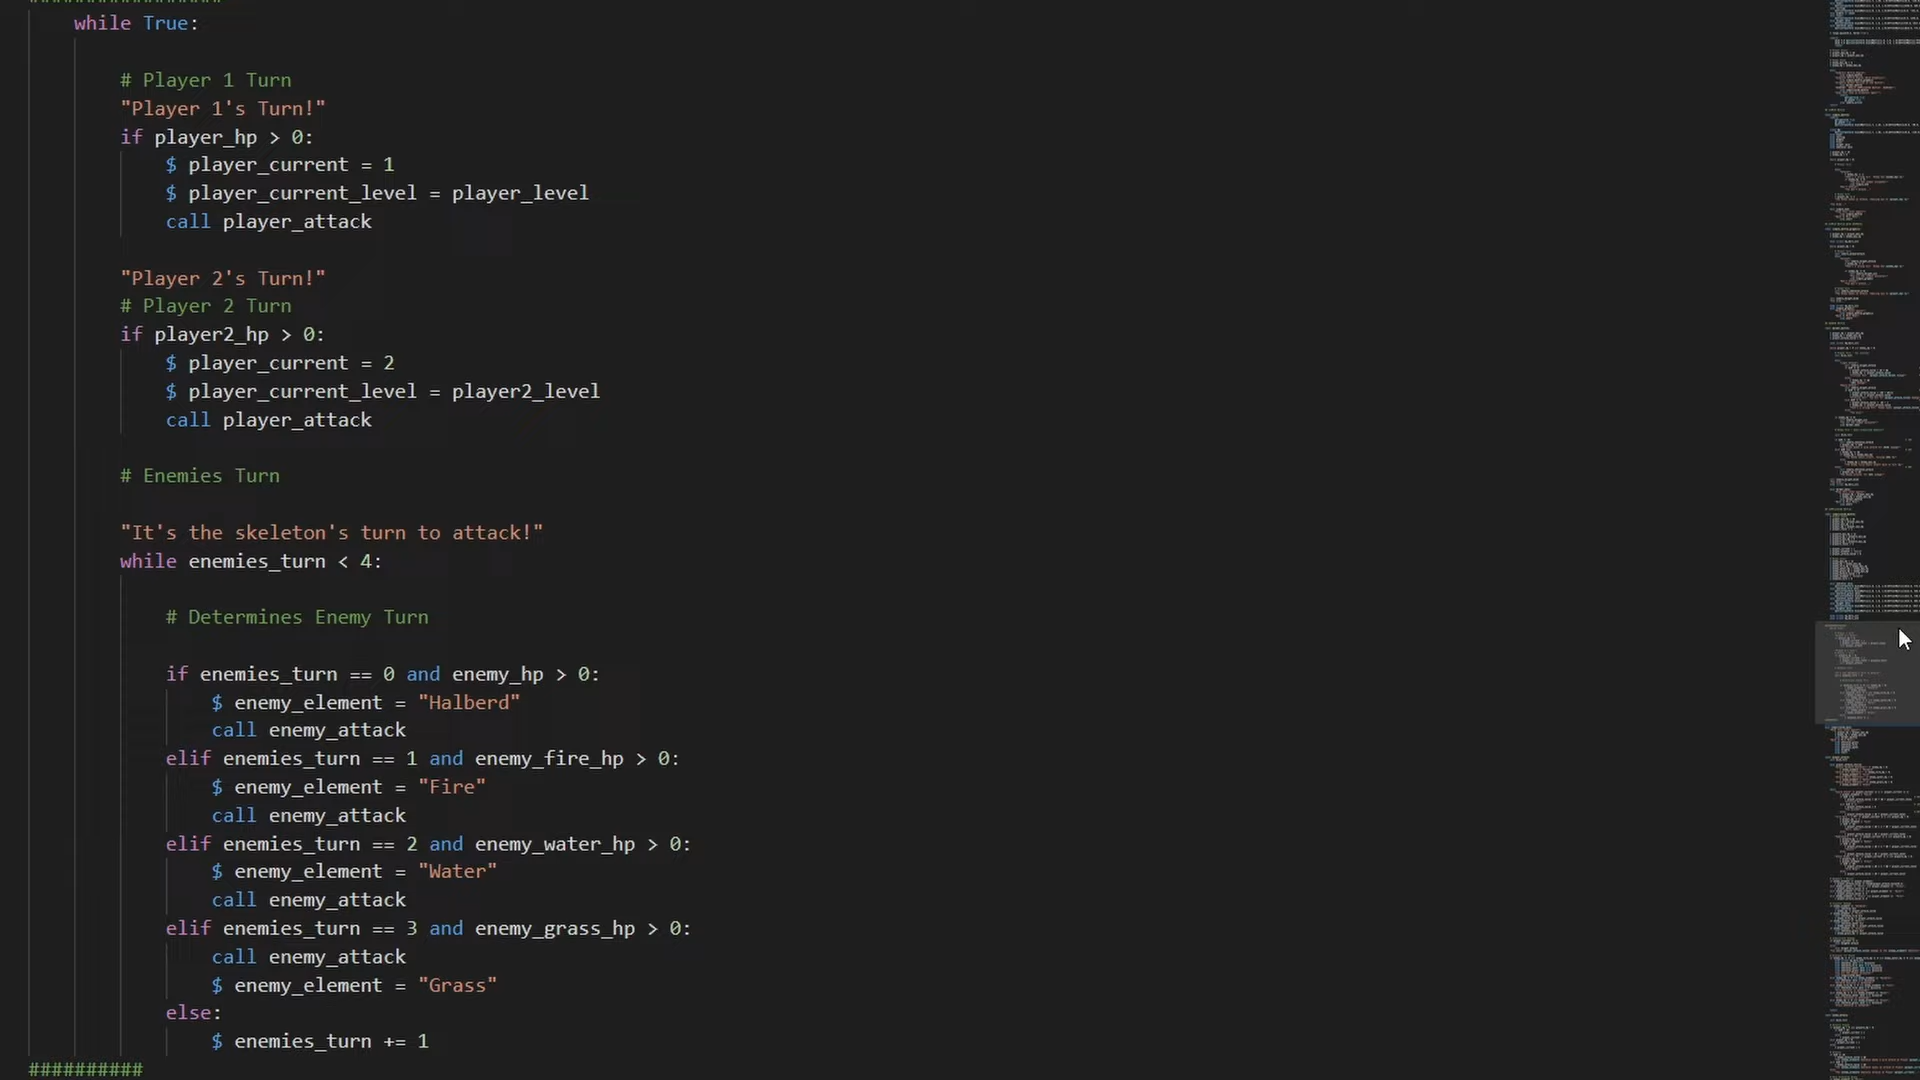 while True:
# Player 1 Turn
"Player 1's Turn!"
if player_hp > 0:
$ player_current = 1
$ player_current_level = player_level
call player_attack
"Player 2's Turn!"
# Player 2 Turn
if player2_hp > 0:
$ player_current = 2
$ player_current_level = player2_level
call player_attack
# Enemies Turn
"It's the skeleton's turn to attack!"
while enemies_turn < 4:
# Determines Enemy Turn
if enemies_turn == 0 and enemy_hp > 0:
$ enemy_element = "Halberd"
call enemy_attack
elif enemies_turn == 1 and enemy_fire_hp > 0:
$ enemy_element = "Fire"
call enemy_attack
elif enemies_turn == 2 and enemy_water_hp > 0:
$ enemy_element = "Water"
call enemy_attack
elif enemies_turn == 3 and enemy_grass_hp > 0:
call enemy_attack
$ enemy_element = "Grass"
else:
$ enemies_turn += 1
##########